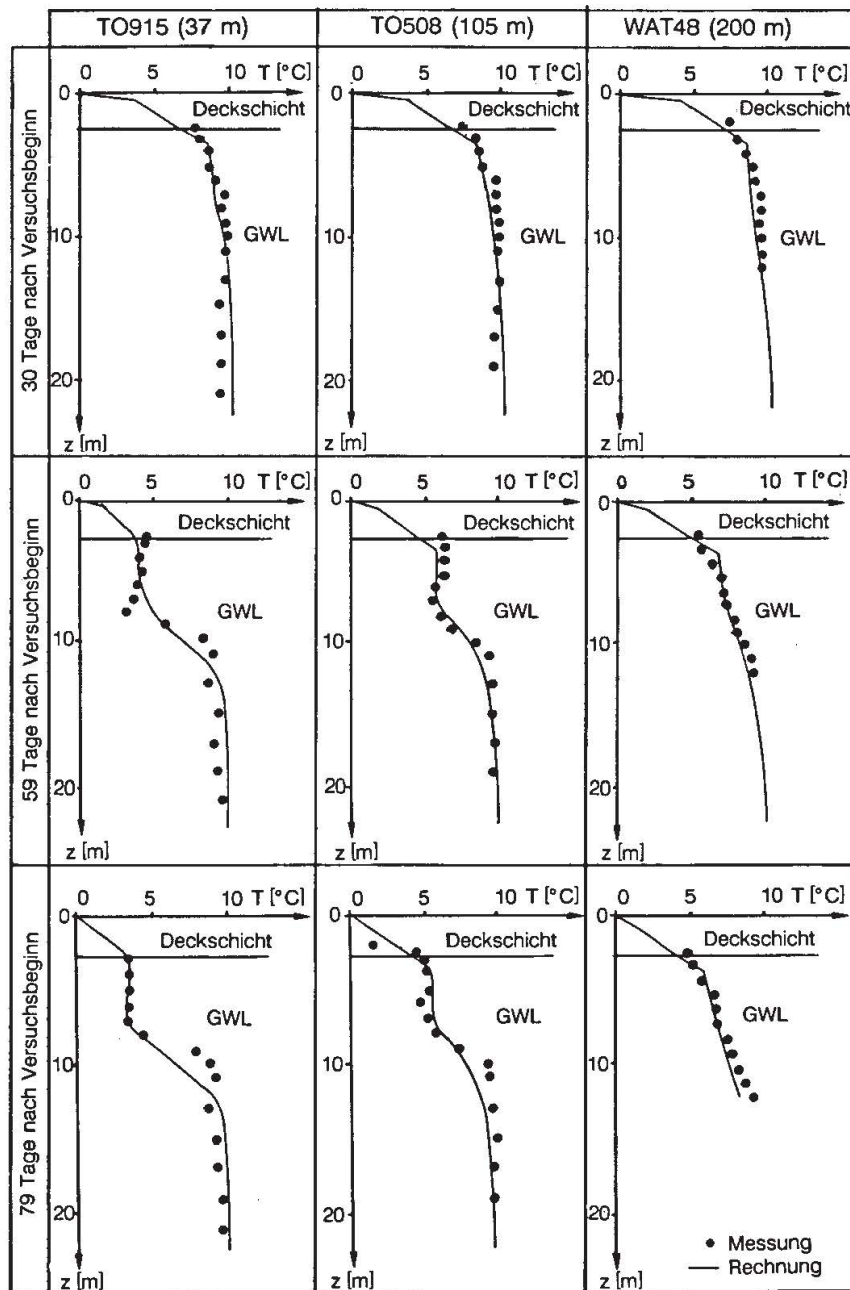 TO915 (37 m) TO508 (105 m) WAT48 (200 m)
30 Tage nach Versuchsbeginn
0 5 10 T [°C]
0
Deckschicht
GWL
10
20
z [m]
0 5 10 T [°C]
0
Deckschicht
GWL
10
20
z [m]
0 5 10 T [°C]
0
Deckschicht
GWL
10
20
z [m]
59 Tage nach Versuchsbeginn
0 5 10 T [°C]
0
Deckschicht
GWL
10
20
z [m]
0 5 10 T [°C]
0
Deckschicht
GWL
10
20
z [m]
0 5 10 T [°C]
0
Deckschicht
GWL
10
20
z [m]
79 Tage nach Versuchsbeginn
0 5 10 T [°C]
0
Deckschicht
GWL
10
20
z [m]
0 5 10 T [°C]
0
Deckschicht
GWL
10
20
z [m]
0 5 10 T [°C]
0
Deckschicht
GWL
10
20
z [m]
Messung
Rechnung